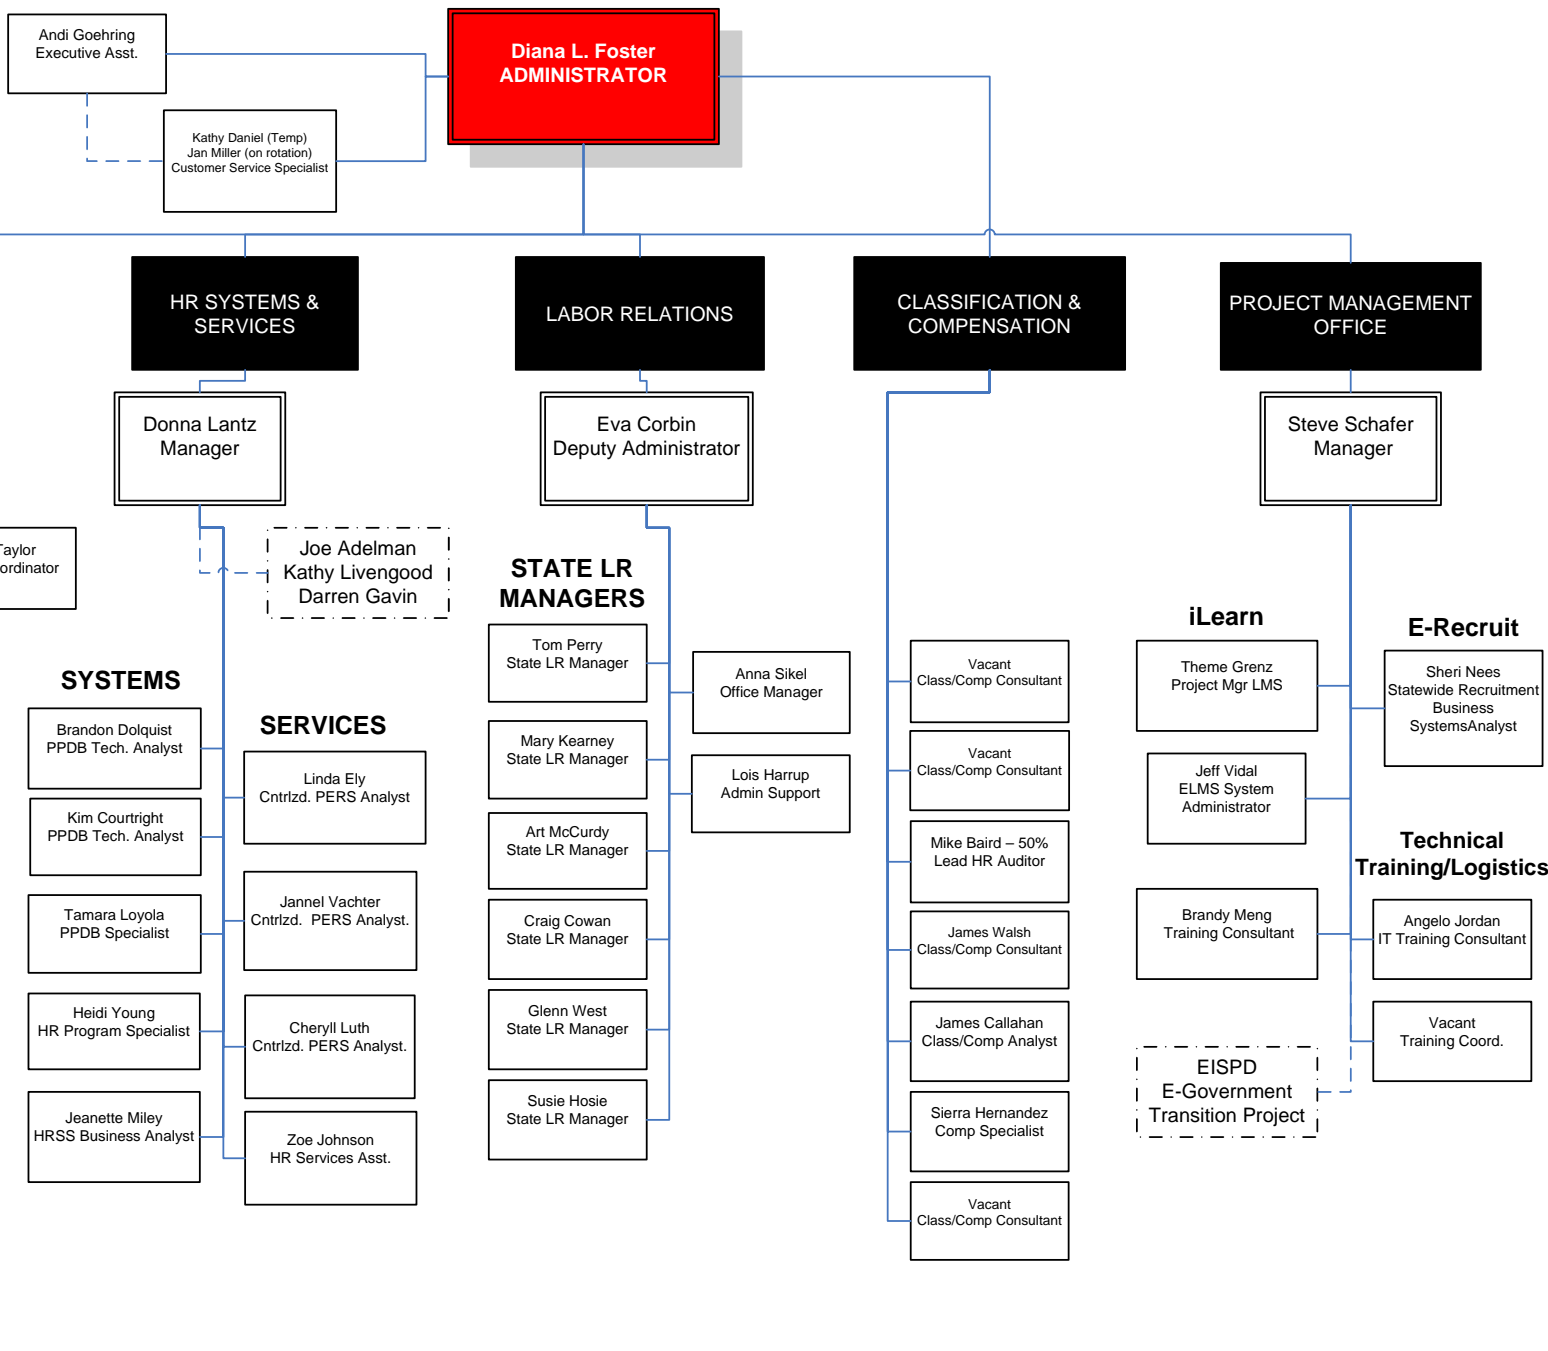 Andi Goehring
Executive Asst.
Diana L. Foster
ADMINISTRATOR
Kathy Daniel (Temp)
Jan Miller (on rotation)
Customer Service Specialist
HR SYSTEMS &
SERVICES
LABOR RELATIONS
CLASSIFICATION &
COMPENSATION
PROJECT MANAGEMENT
OFFICE
Donna Lantz
Manager
Eva Corbin
Deputy Administrator
Steve Schafer
Manager
Taylor
ordinator
Joe Adelman
Kathy Livengood
Darren Gavin
SYSTEMS
Brandon Dolquist
PPDB Tech. Analyst
Kim Courtright
PPDB Tech. Analyst
Tamara Loyola
PPDB Specialist
Heidi Young
HR Program Specialist
Jeanette Miley
HRSS Business Analyst
SERVICES
Linda Ely
Cntrlzd. PERS Analyst
Jannel Vachter
Cntrlzd.  PERS Analyst.
Cheryll Luth
Cntrlzd. PERS Analyst.
Zoe Johnson
HR Services Asst.
STATE LR
MANAGERS
Tom Perry
State LR Manager
Mary Kearney
State LR Manager
Art McCurdy
State LR Manager
Craig Cowan
State LR Manager
Glenn West
State LR Manager
Susie Hosie
State LR Manager
Anna Sikel
Office Manager
Lois Harrup
Admin Support
Vacant
Class/Comp Consultant
Vacant
Class/Comp Consultant
Mike Baird – 50%
Lead HR Auditor
James Walsh
Class/Comp Consultant
James Callahan
Class/Comp Analyst
Sierra Hernandez
Comp Specialist
Vacant
Class/Comp Consultant
iLearn
Theme Grenz
Project Mgr LMS
Jeff Vidal
ELMS System
Administrator
Brandy Meng
Training Consultant
EISPD
E-Government
Transition Project
E-Recruit
Sheri Nees
Statewide Recruitment
Business
SystemsAnalyst
Technical
Training/Logistics
Angelo Jordan
IT Training Consultant
Vacant
Training Coord.